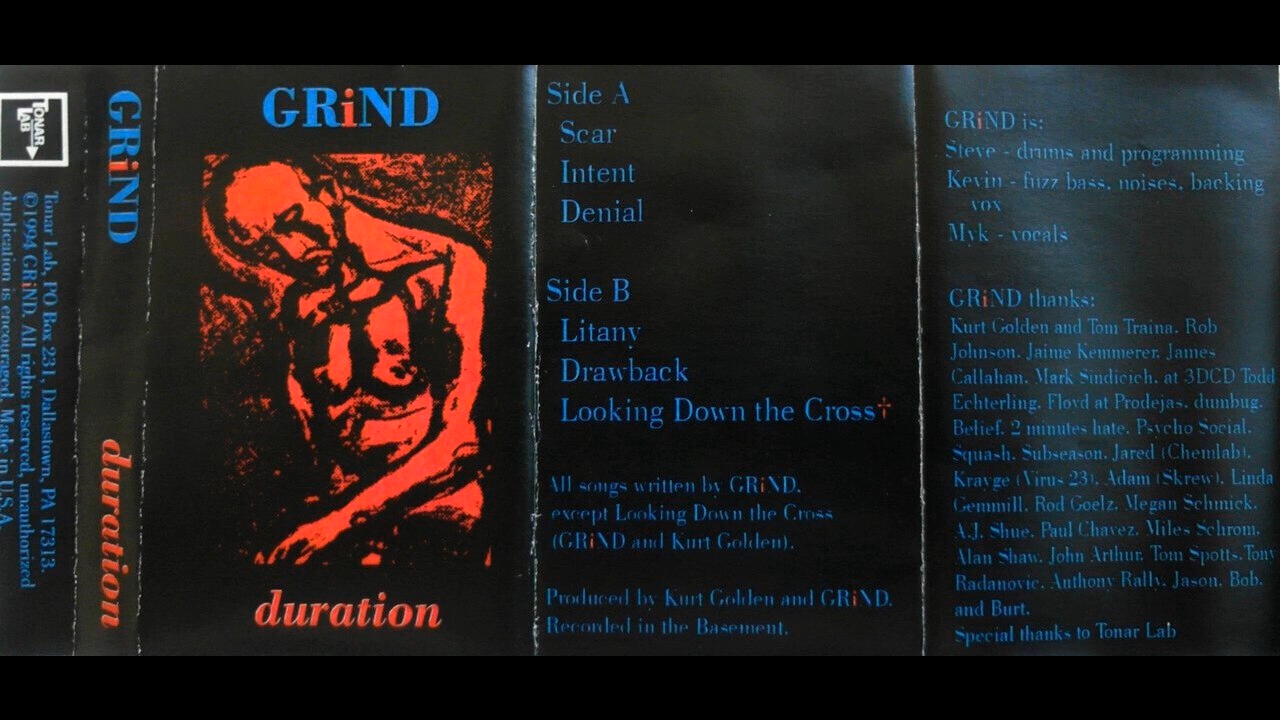 TONAR
LAB
Tonar Lab, PO Box 231, Dallastown, PA 17313.
©1994 GRiND. All rights reserved, unauthorized
duplication is encouraged. Made in U.S.A.
GRiND
duration
GRiND
duration
Side A
Scar
Intent
Denial
Side B
Litany
Drawback
Looking Down the Cross†
All songs written by GRiND,
except Looking Down the Cross
(GRiND and Kurt Golden).
Produced by Kurt Golden and GRiND.
Recorded in the Basement.
GRiND is:
Steve - drums and programming
Kevin - fuzz bass, noises, backing
vox
Myk - vocals
GRiND thanks:
Kurt Golden and Tom Traina, Rob
Johnson, Jaime Kemmerer, James
Callahan, Mark Sindicich, at 3DCD Todd
Echterling, Floyd at Prodejas, dumbug,
Belief, 2 minutes hate, Psycho Social,
Squash, Subseason, Jared (Chemlab),
Krayge (Virus 23), Adam (Skrew), Linda
Gemmill, Rod Goelz, Megan Schmick,
A.J. Shue, Paul Chavez, Miles Schrom,
Alan Shaw, John Arthur, Tom Spotts, Tony
Radanovic, Anthony Rally, Jason, Bob,
and Burt.
Special thanks to Tonar Lab